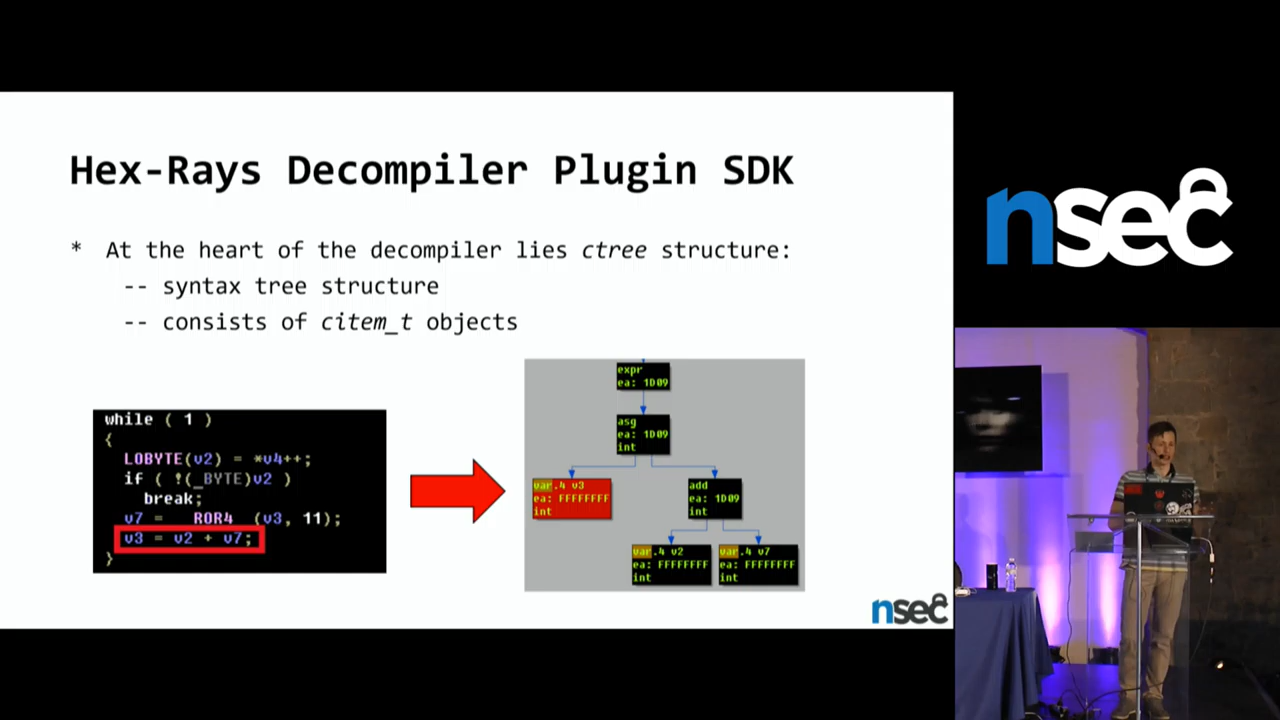 Hex-Rays Decompiler Plugin SDK
* At the heart of the decompiler lies ctree structure:
-- syntax tree structure
-- consists of citem_t objects
while ( 1 )
{
LOBYTE(v2) = *v4++;
if ( !(_BYTE)v2 )
break;
v7 = __ROR4__(v3, 11);
v3 = v2 + v7;
}
expr
ea: 1D09
asg
ea: 1D09
int
var.4 v3
ea: FFFFFFFF
int
add
ea: 1D09
int
var.4 v2
ea: FFFFFFFF
int
var.4 v7
ea: FFFFFFFF
int
nsec
nsec